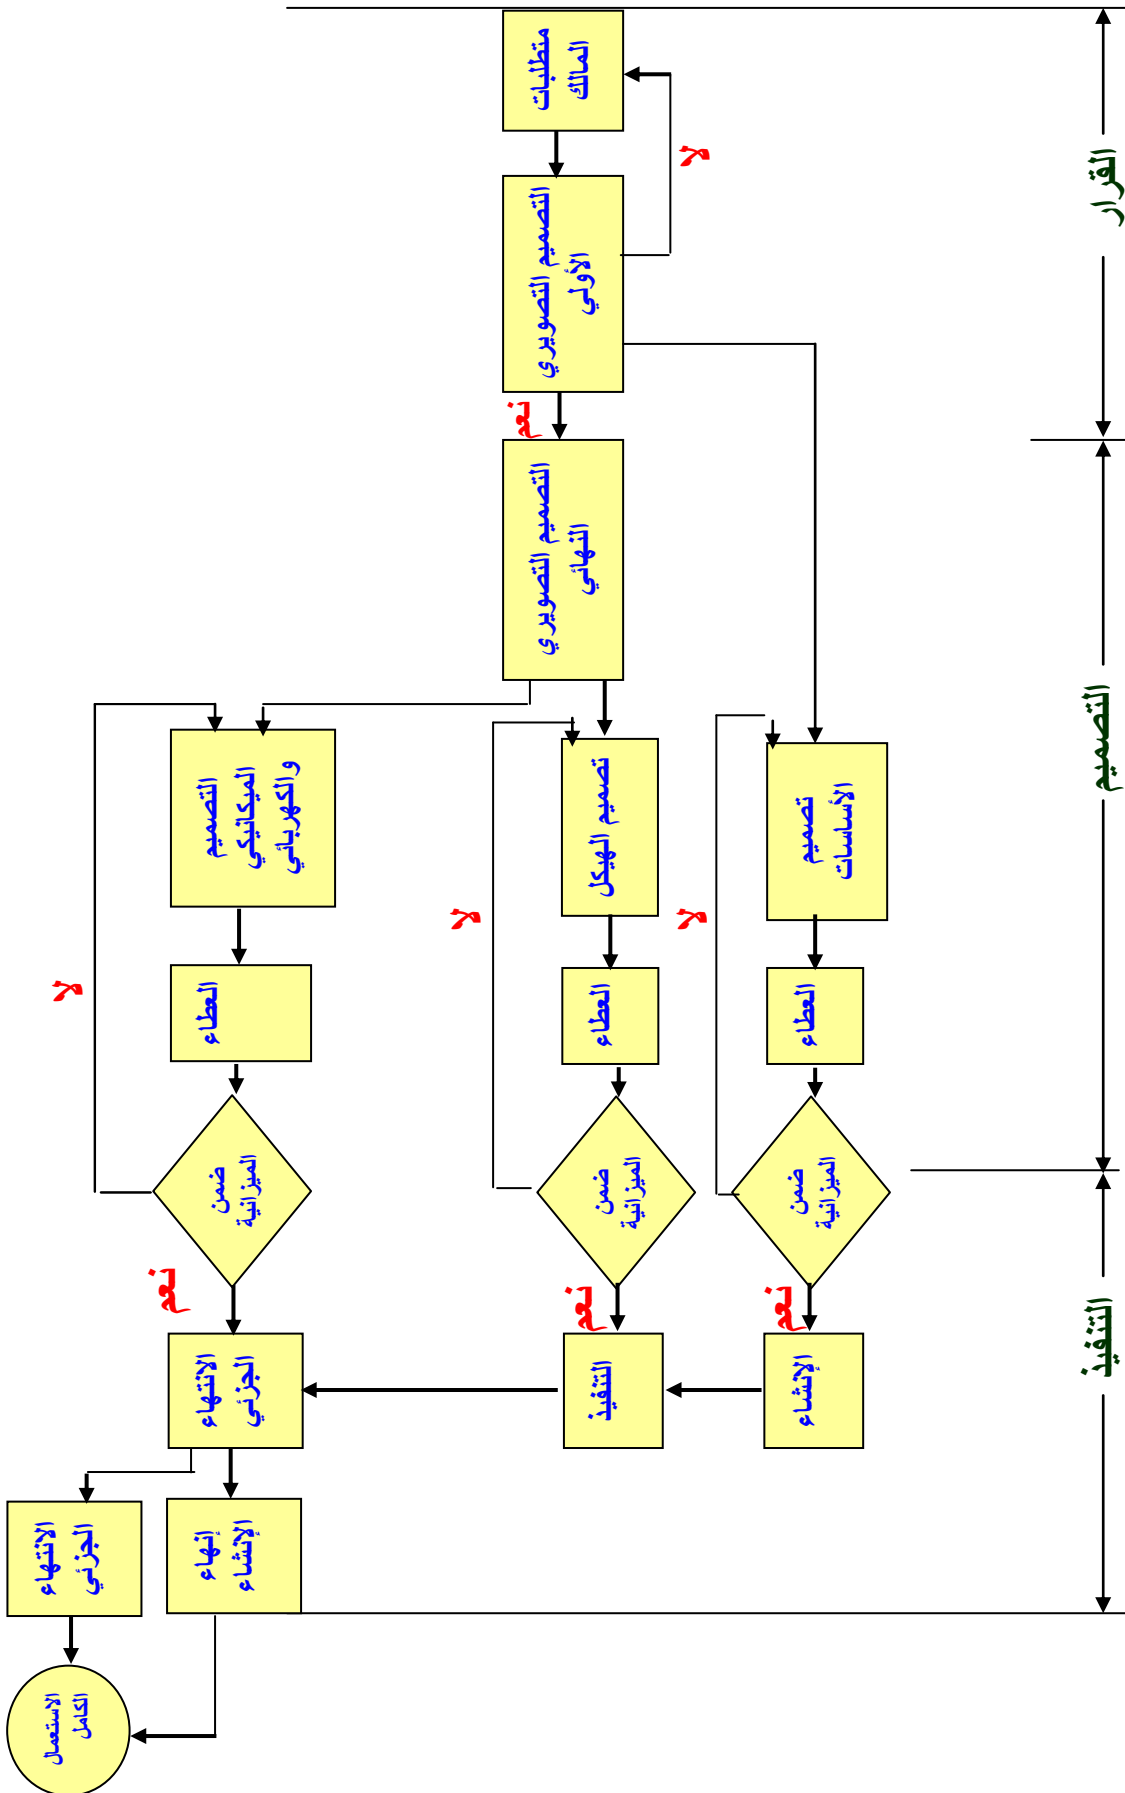 القرار
التصميم
التنفيذ
متطلبات
المالك
لا
التصميم التصويري
الأولي
نعم
التصميم التصويري
النهائي
تصميم
الأساسات
تصميم الهيكل
التصميم
الميكانيكي
والكهربائي
لا
لا
لا
العطاء
العطاء
العطاء
ضمن
الميزانية
ضمن
الميزانية
ضمن
الميزانية
نعم
نعم
نعم
الإنشاء
التنفيذ
الانتهاء
الجزئي
إنهاء
الإنشاء
الانتهاء
الجزئي
الاستعمال
الكامل